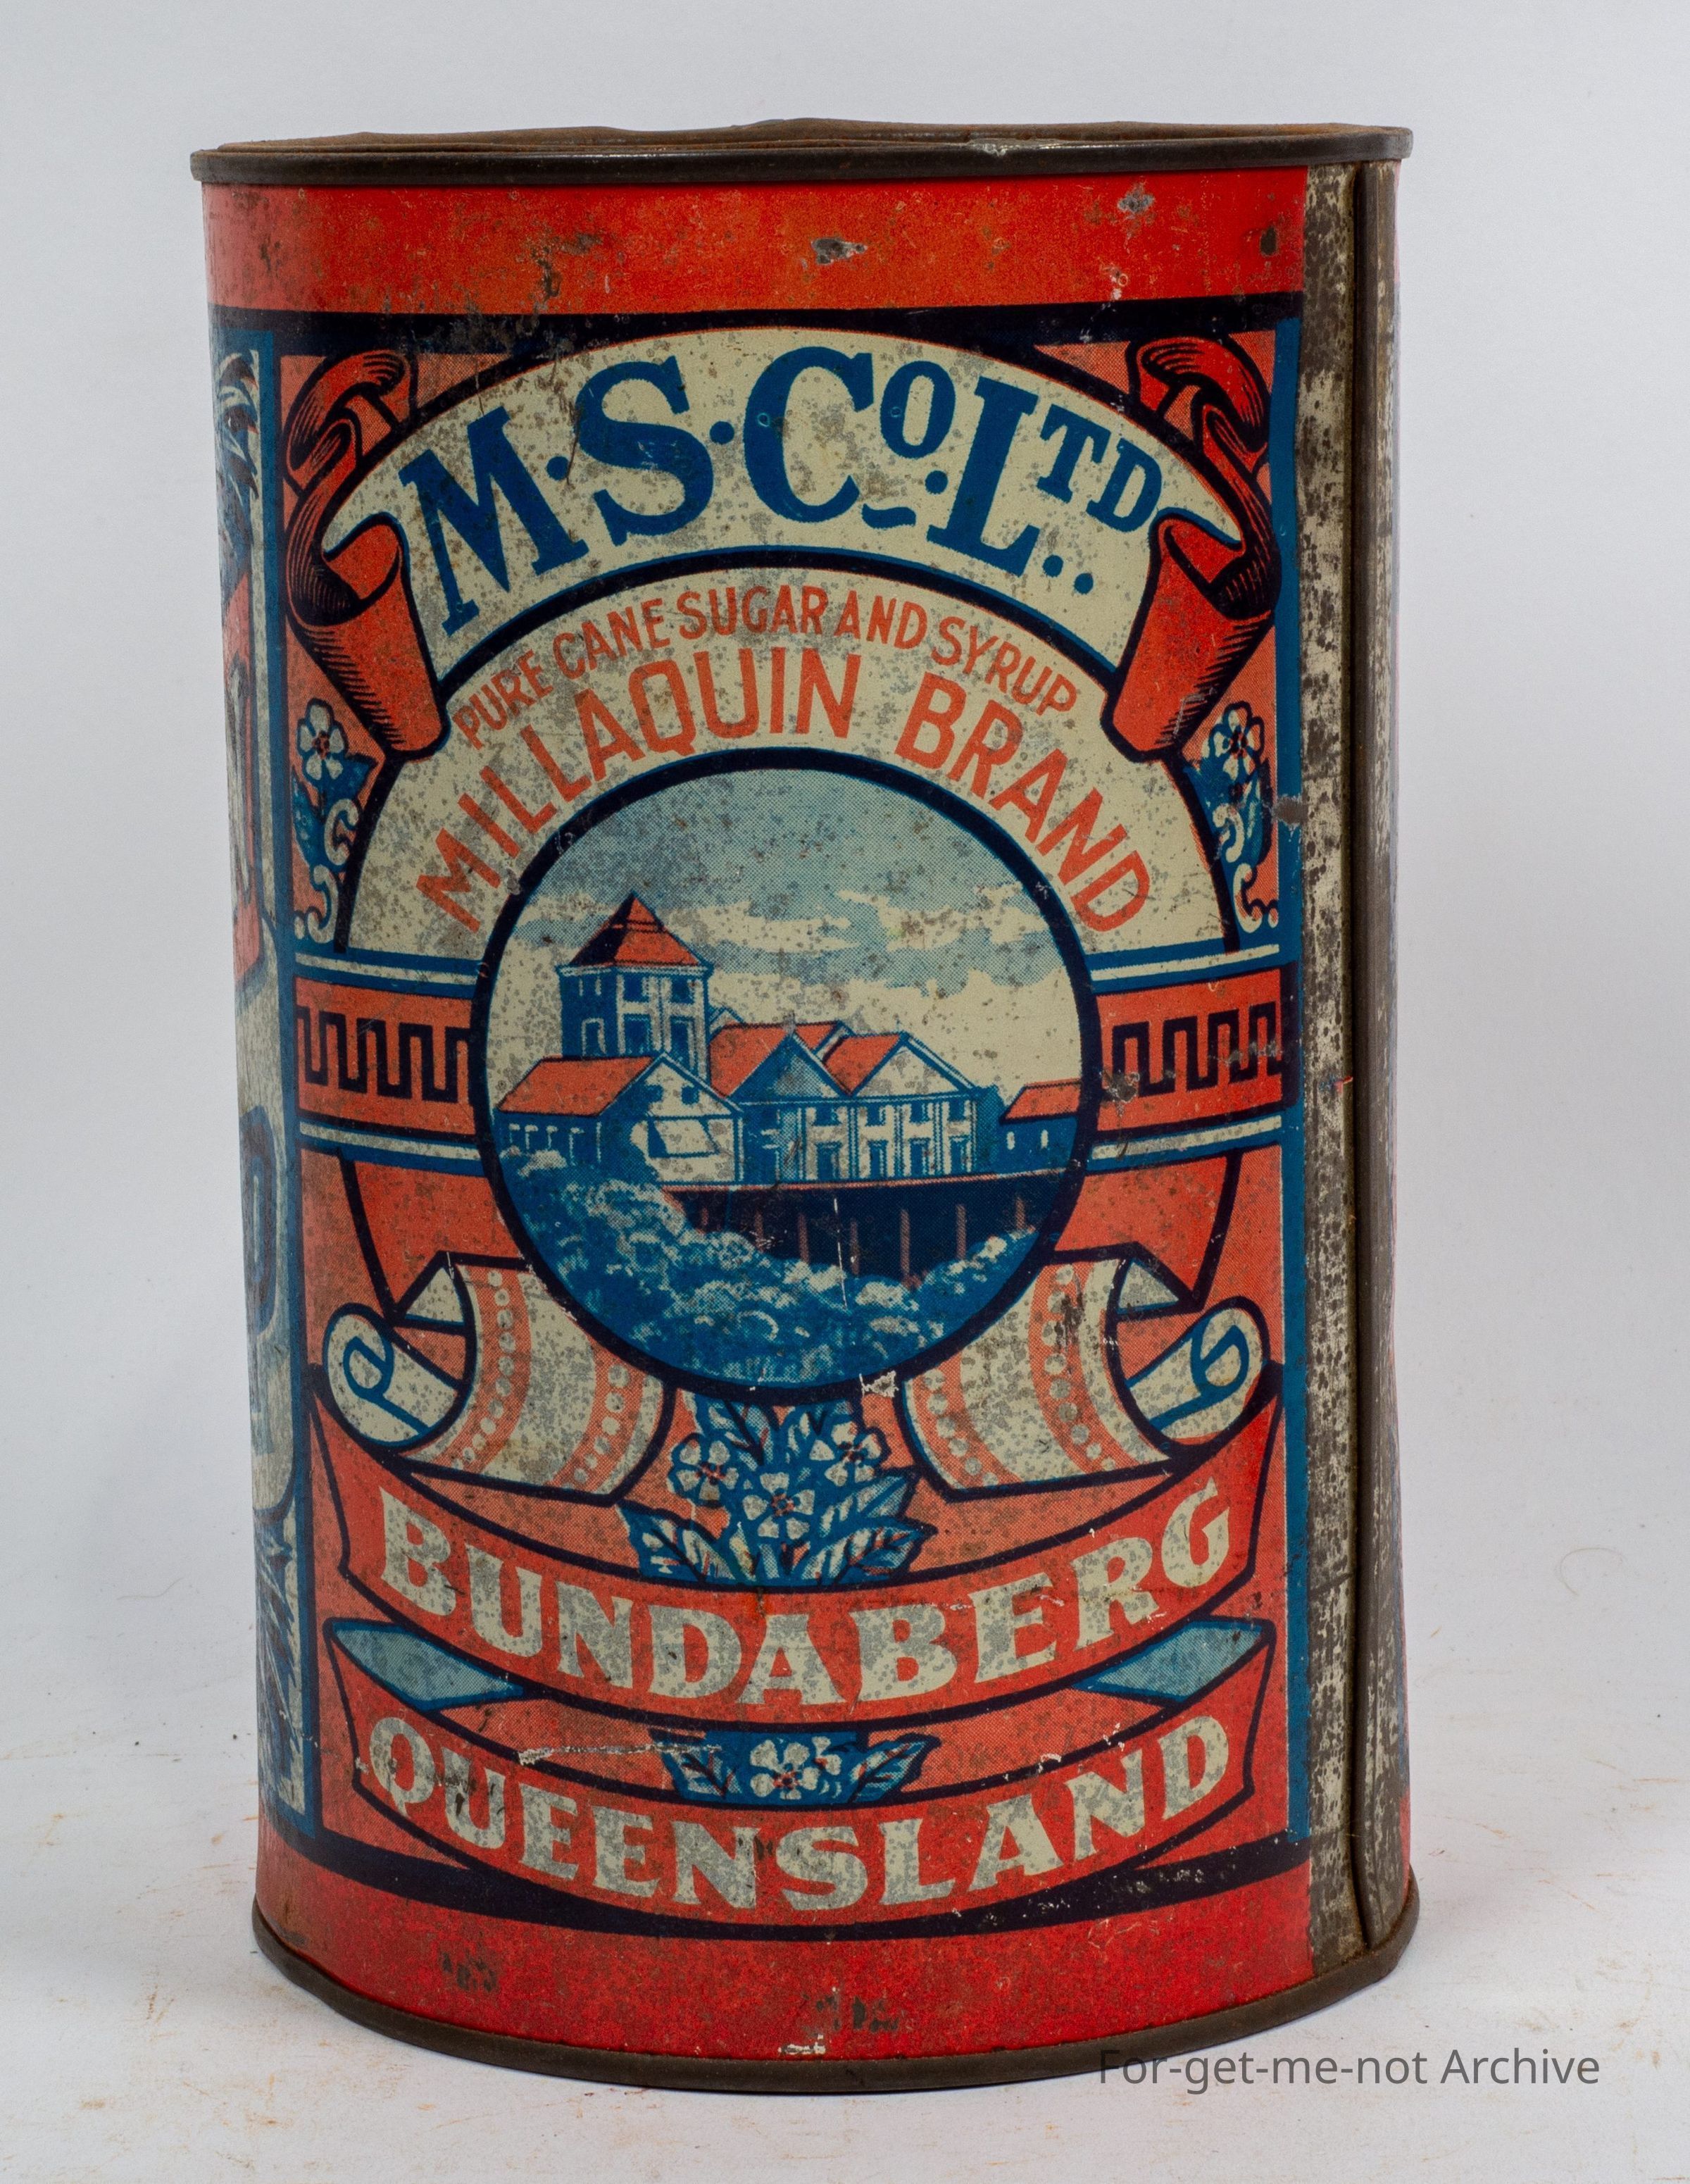 M·S·Co·LTD..
PURE CANE SUGAR AND SYRUP
MILLAQUIN BRAND
BUNDABERG
QUEENSLAND
For-get-me-not Archive